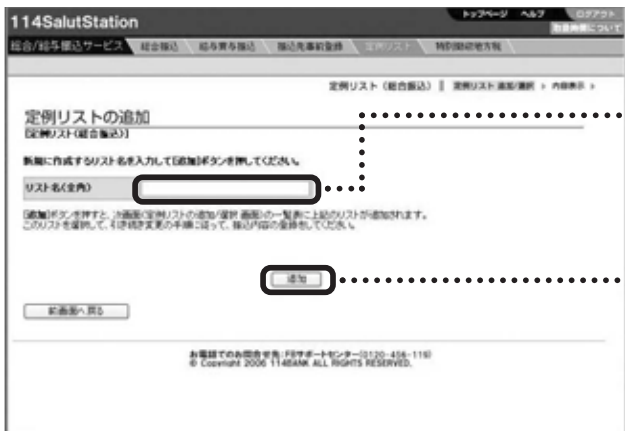 114SalutStation
トップページ ヘルプ ログアウト
総合/給与振込サービス 総合振込 給与賞与振込 振込先事前登録 定例リスト 特別徴収地方税
定例リスト（総合振込） ‖ 定例リスト 追加/選択 > 内容表示 >
定例リストの追加
【定例リスト(総合振込)】
新規に作成するリスト名を入力して[追加]ボタンを押してください。
リスト名(全角)
[追加]ボタンを押すと、次画面(定例リストの追加/選択 画面)の一覧表に上記のリストが追加されます。
このリストを選択して、引き続き変更の手順に従って、振込内容の登録をしてください。
追加
前画面へ戻る
お電話でのお問合せ先:FBサポートセンター(0120-456-119)
© Copyright 2006 114BANK ALL RIGHTS RESERVED.